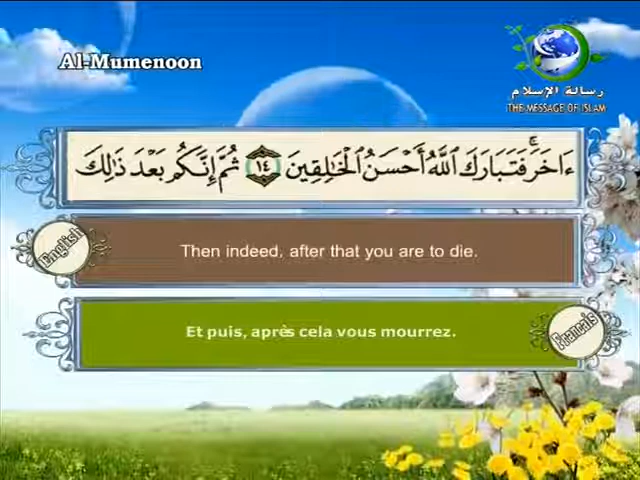 Al-Mumenoon
رسالة الإسلام
THE MESSAGE OF ISLAM
ءَاخَرَ ۚ فَتَبَارَكَ ٱللَّهُ أَحْسَنُ ٱلْخَٰلِقِينَ ١٤ ثُمَّ إِنَّكُم بَعْدَ ذَٰلِكَ
English
Then indeed, after that you are to die.
Et puis, après cela vous mourrez.
Francais